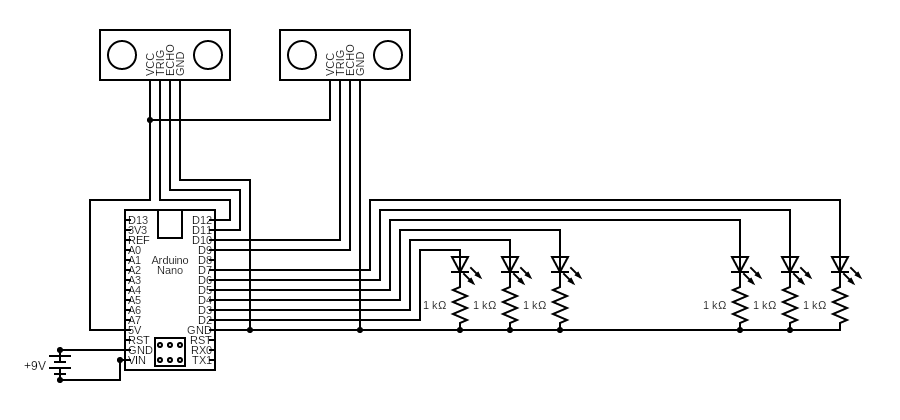 VCC
TRIG
ECHO
GND
VCC
TRIG
ECHO
GND
D13
3V3
REF
A0
A1
A2
A3
A4
A5
A6
A7
5V
RST
GND
VIN
Arduino
Nano
D12
D11
D10
D9
D8
D7
D6
D5
D4
D3
D2
GND
RST
RX0
TX1
+9V
1 kΩ
1 kΩ
1 kΩ
1 kΩ
1 kΩ
1 kΩ